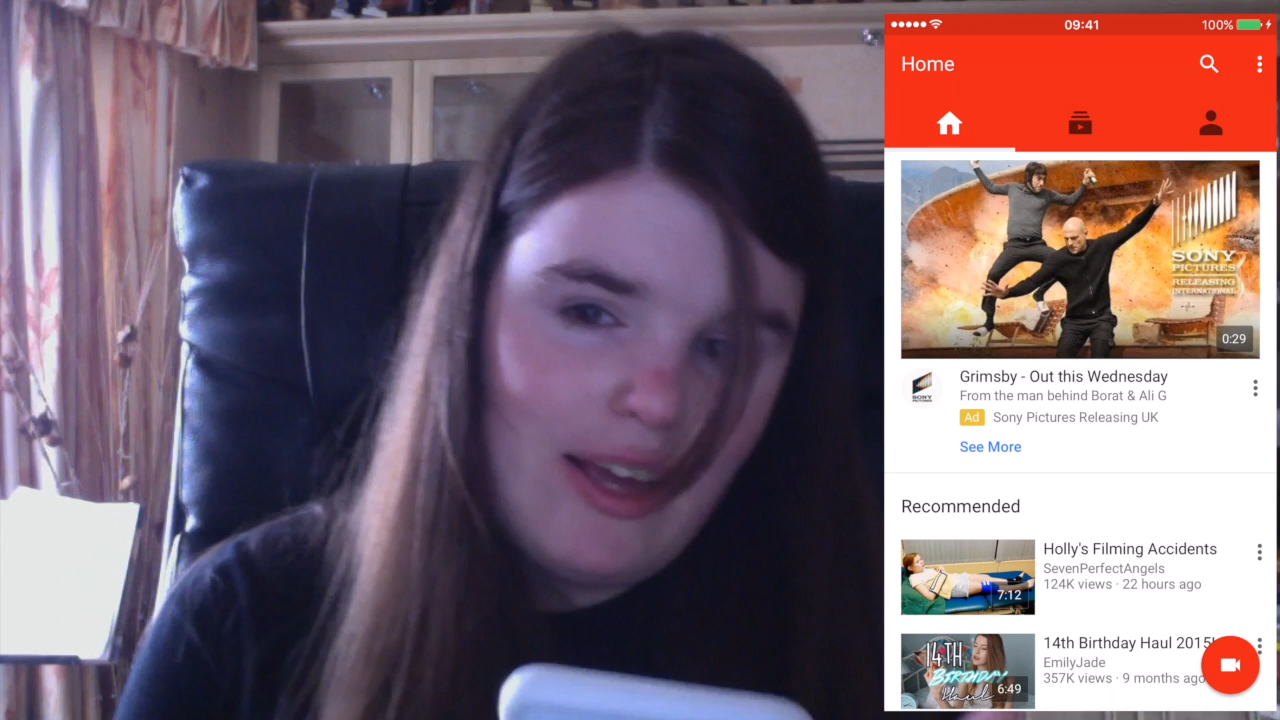 09:41
100%
Home
SONY
PICTURES
RELEASING
INTERNATIONAL
0:29
Grimsby - Out this Wednesday
From the man behind Borat & Ali G
SONY
Ad Sony Pictures Releasing UK
See More
Recommended
Holly's Filming Accidents
SevenPerfectAngels
124K views · 22 hours ago
7:12
14th Birthday Haul 2015!
EmilyJade
357K views · 9 months ago
14TH
BIRTHDAY
Haul
6:49